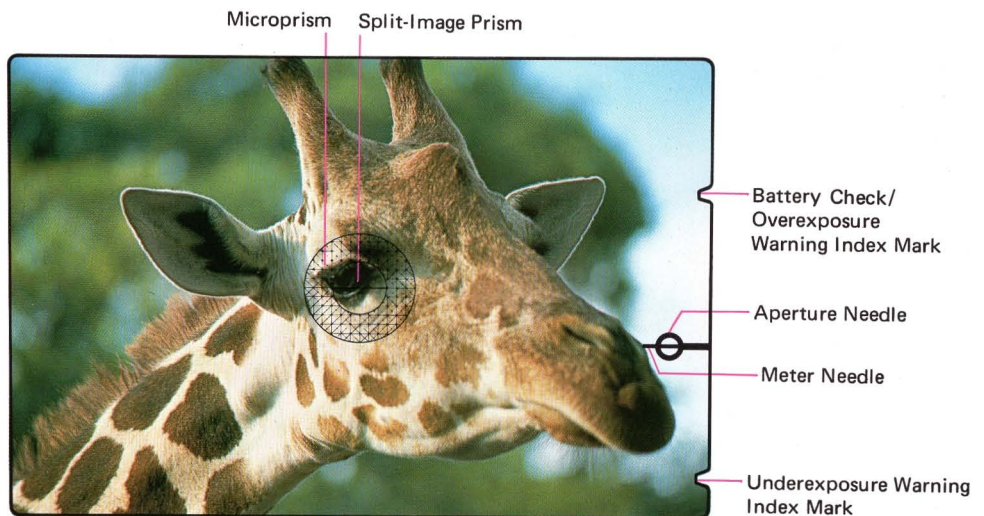 Microprism
Split-Image Prism
Battery Check/
Overexposure
Warning Index Mark
Aperture Needle
Meter Needle
Underexposure Warning
Index Mark